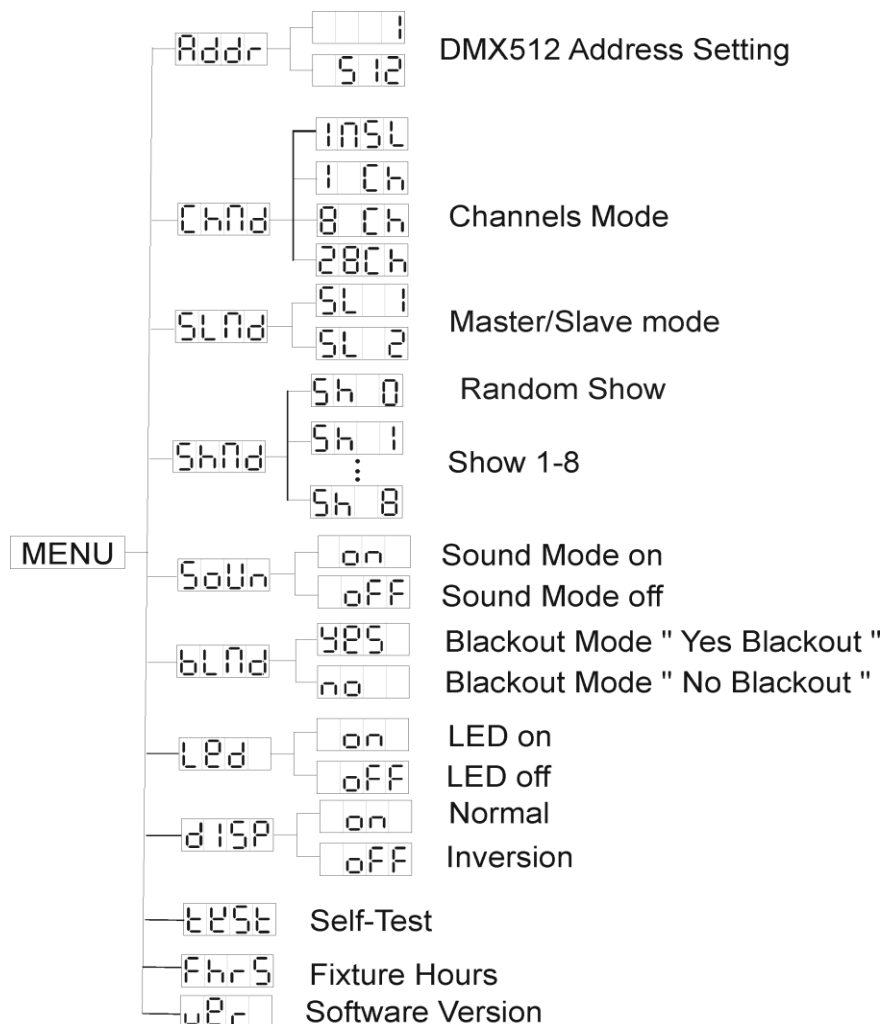 1
Addr DMX512 Address Setting
512
1nSL
1 Ch
ChMd 8 Ch Channels Mode
28Ch
SL 1
SLMd Master/Slave mode
SL 2
Sh 0 Random Show
Sh 1
ShMd Show 1-8
Sh 8
MENU
on Sound Mode on
SoUn
oFF Sound Mode off
yeS Blackout Mode " Yes Blackout "
bLMd
no Blackout Mode " No Blackout "
on LED on
Led
oFF LED off
on Normal
dISP
oFF Inversion
Self-Test
FhrS Fixture Hours
ver Software Version